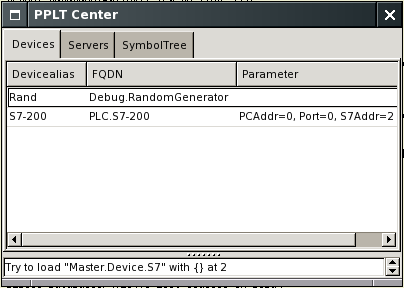 PPLT Center
Devices Servers SymbolTree
Devicealias FQDN Parameter
Rand Debug.RandomGenerator
S7-200 PLC.S7-200 PCAddr=0, Port=0, S7Addr=2
Try to load "Master.Device.S7" with {} at 2